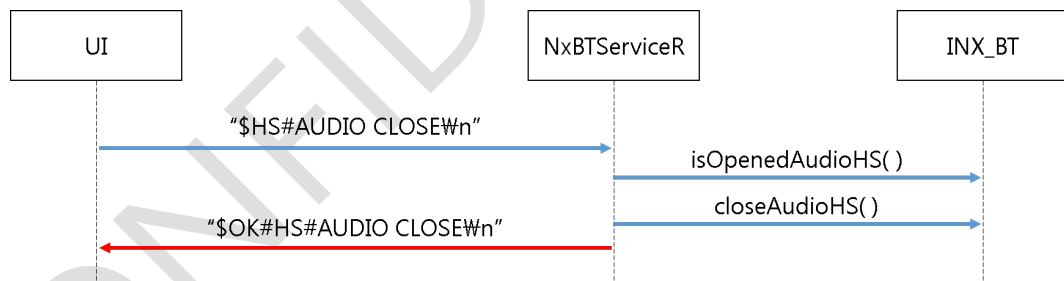 UI
NxBTServiceR
INX_BT
“$HS#AUDIO CLOSE₩n”
isOpenedAudioHS( )
closeAudioHS( )
“$OK#HS#AUDIO CLOSE₩n”